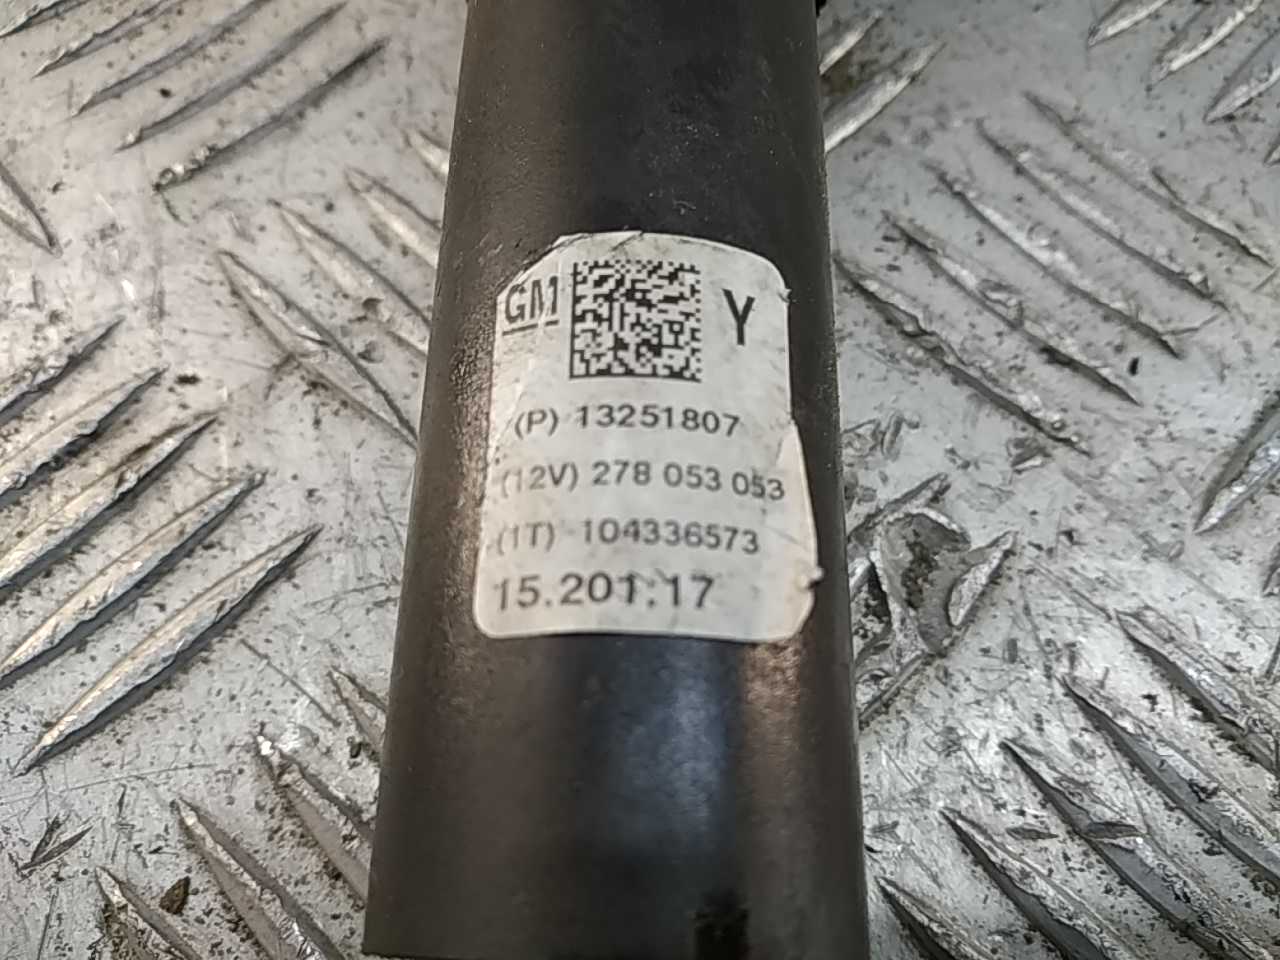 GM Y
(P) 13251807
(12V) 278 053 053
(1T) 104336573
15.201:17